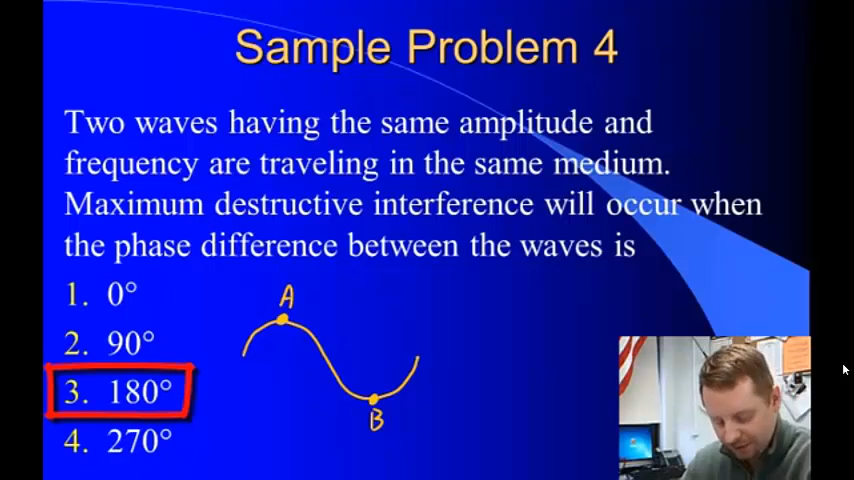 Sample Problem 4
Two waves having the same amplitude and
frequency are traveling in the same medium.
Maximum destructive interference will occur when
the phase difference between the waves is
1. 0°
2. 90°
3. 180°
4. 270°
A
B